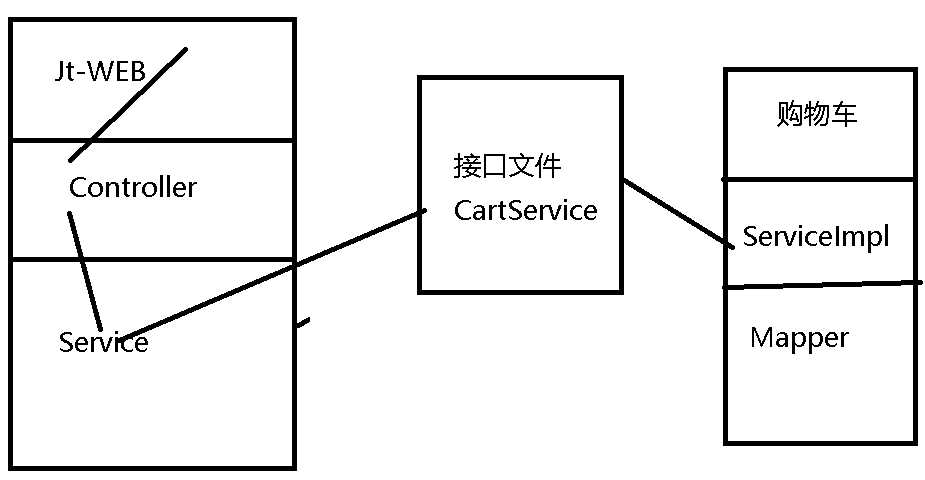 Jt-WEB
Controller
Service
接口文件
CartService
购物车
ServiceImpl
Mapper